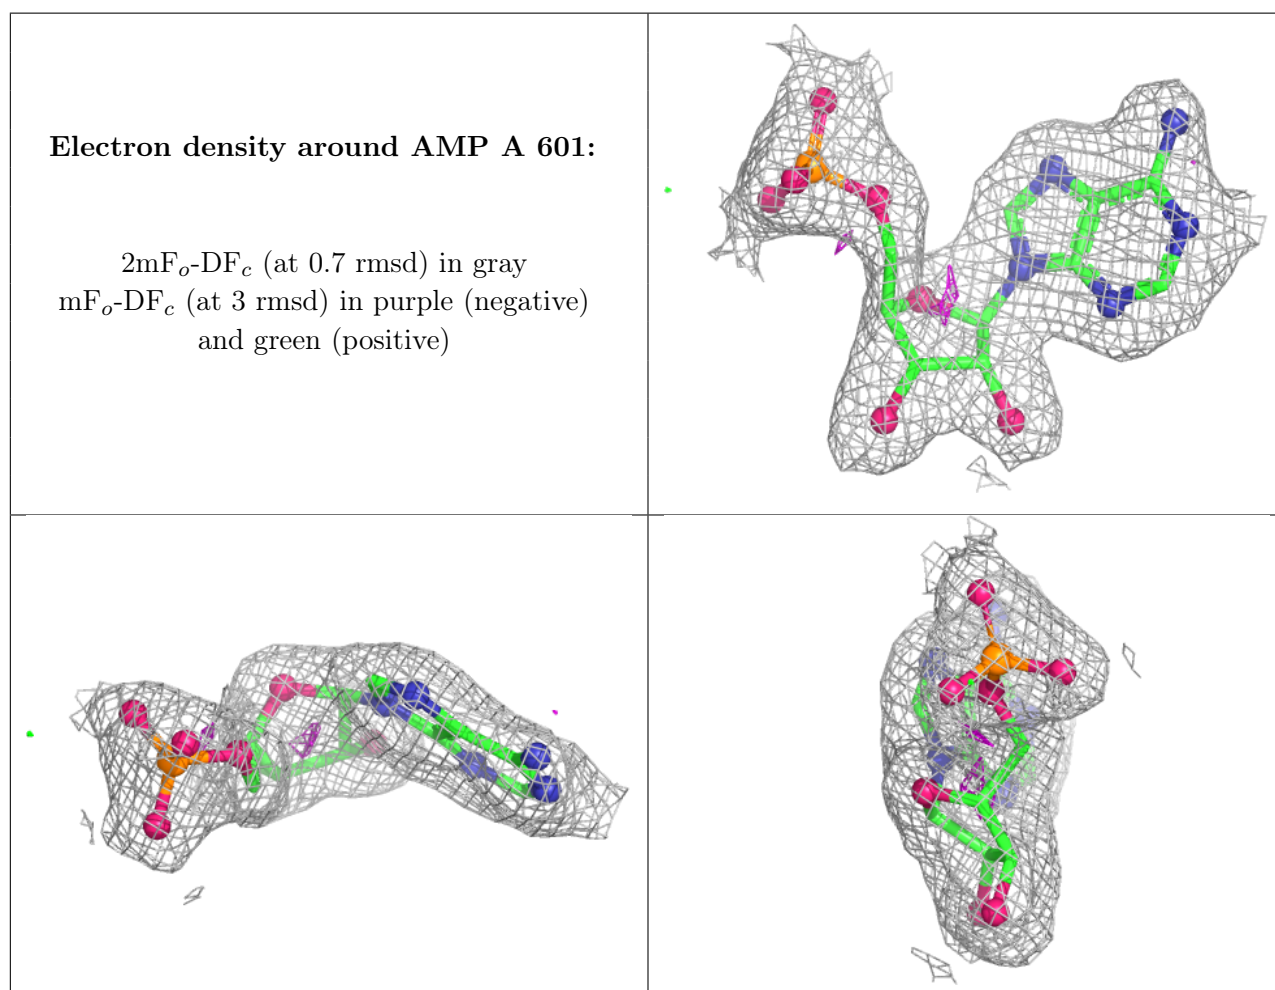 Electron density around AMP A 601:
2mFo-DFc (at 0.7 rmsd) in gray
mFo-DFc (at 3 rmsd) in purple (negative)
and green (positive)